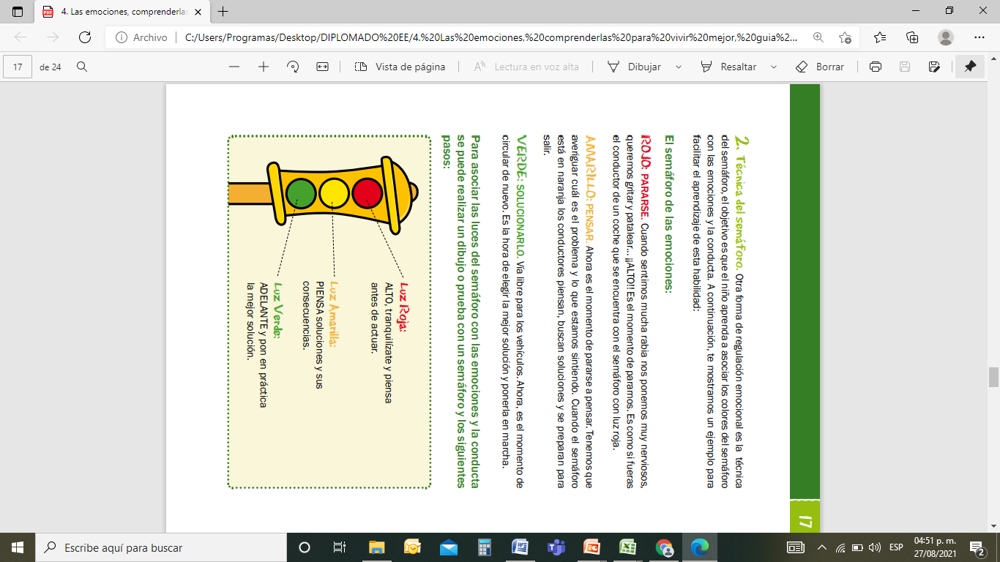 4. Las emociones, comprenderlas
Archivo
C:/Users/Programas/Desktop/DIPLOMADO%20EE/4.%20Las%20emociones,%20comprenderlas%20para%20vivir%20mejor,%20guia%2...
17
de 24
Vista de página
Lectura en voz alta
Dibujar
Resaltar
Borrar
2. Técnica del semáforo. Otra forma de regulación emocional es la técnica
del semáforo, el objetivo es que el niño aprenda a asociar los colores del semáforo
con las emociones y la conducta. A continuación, te mostramos un ejemplo para
facilitar el aprendizaje de esta habilidad:
El semáforo de las emociones:
ROJO: PARARSE. Cuando sentimos mucha rabia nos ponemos muy nerviosos,
queremos gritar y patalear... ¡¡ALTO!! Es el momento de pararnos. Es como si fueras
el conductor de un coche que se encuentra con el semáforo con luz roja.
AMARILLO: PENSAR. Ahora es el momento de pararse a pensar. Tenemos que
averiguar cuál es el problema y lo que estamos sintiendo. Cuando el semáforo
está en naranja los conductores piensan, buscan soluciones y se preparan para
salir.
VERDE: SOLUCIONARLO. Vía libre para los vehículos. Ahora, es el momento de
circular de nuevo. Es la hora de elegir la mejor solución y ponerla en marcha.
Para asociar las luces del semáforo con las emociones y la conducta
se puede realizar un dibujo o prueba con un semáforo y los siguientes
pasos:
Luz Roja:
ALTO, tranquilízate y piensa
antes de actuar.
Luz Amarilla:
PIENSA soluciones y sus
consecuencias.
Luz Verde:
ADELANTE y pon en práctica
la mejor solución.
17
Escribe aquí para buscar
ESP
04:51 p. m.
27/08/2021
2